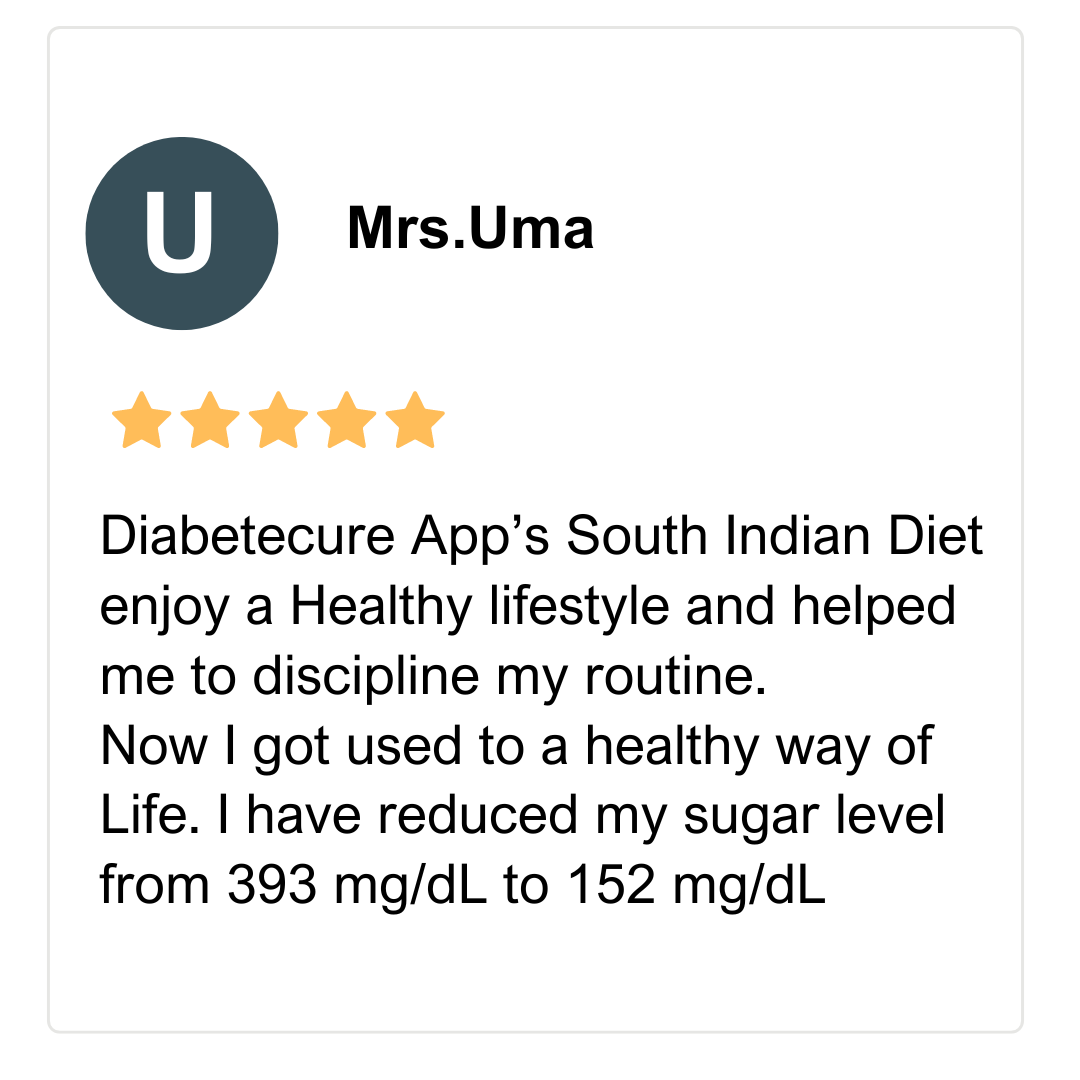 U
Mrs.Uma
Diabetecure App’s South Indian Diet
enjoy a Healthy lifestyle and helped
me to discipline my routine.
Now I got used to a healthy way of
Life. I have reduced my sugar level
from 393 mg/dL to 152 mg/dL